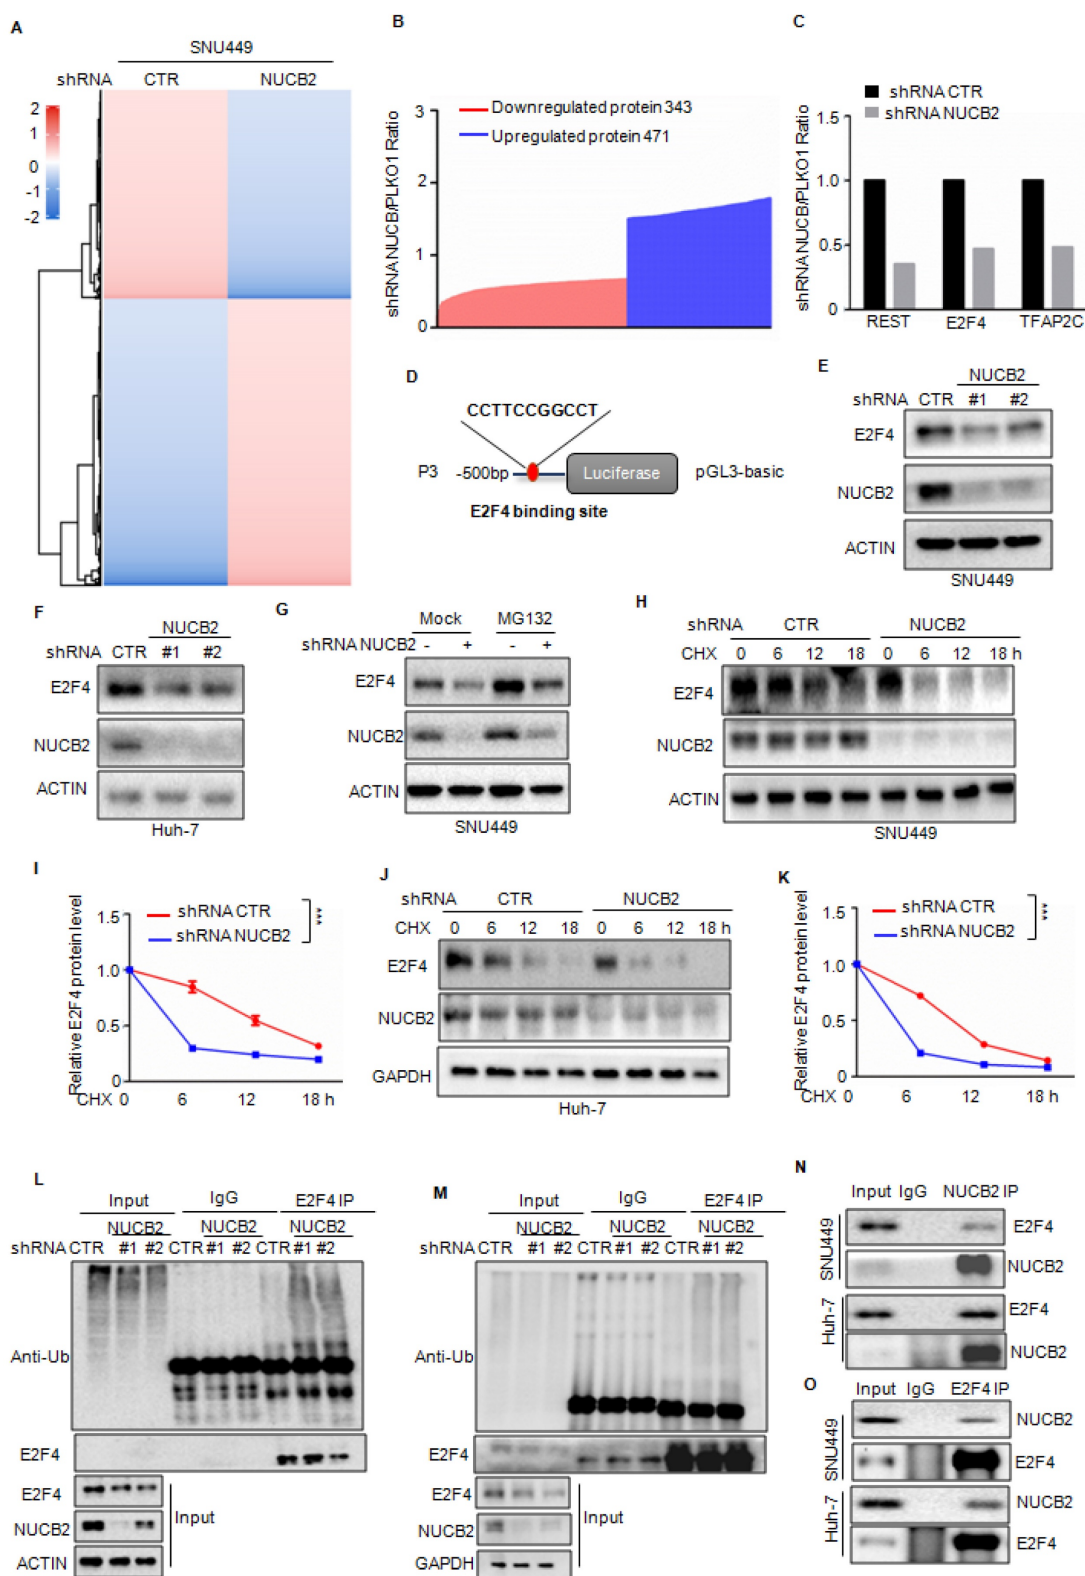 A
SNU449
shRNA CTR NUCB2
2
1
0
-1
-2
B
shRNA NUCB/PLKO1 Ratio
3
2
1
0
Downregulated protein 343
Upregulated protein 471
C
shRNA CTR
shRNA NUCB2
shRNA NUCB/PLKO1 Ratio
1.5
1.0
0.5
0
REST E2F4 TFAP2C
D
CCTTCCGGCCT
P3 -500bp Luciferase pGL3-basic
E2F4 binding site
E
NUCB2
shRNA CTR #1 #2
E2F4
NUCB2
ACTIN
SNU449
F
NUCB2
shRNA CTR #1 #2
E2F4
NUCB2
ACTIN
Huh-7
G
Mock MG132
shRNA NUCB2 - + - +
E2F4
NUCB2
ACTIN
SNU449
H
shRNA CTR NUCB2
CHX 0 6 12 18 0 6 12 18 h
E2F4
NUCB2
ACTIN
SNU449
I
Relative E2F4 protein level
1.5
1.0
0.5
0
shRNA CTR
shRNA NUCB2
***
CHX 0 6 12 18 h
J
shRNA CTR NUCB2
CHX 0 6 12 18 0 6 12 18 h
E2F4
NUCB2
GAPDH
Huh-7
K
Relative E2F4 protein level
1.5
1.0
0.5
0
shRNA CTR
shRNA NUCB2
***
CHX 0 6 12 18 h
L
Input IgG E2F4 IP
NUCB2 NUCB2 NUCB2
shRNA CTR #1 #2 CTR #1 #2 CTR #1 #2
Anti-Ub
E2F4
E2F4
NUCB2
ACTIN
Input
M
Input IgG E2F4 IP
NUCB2 NUCB2 NUCB2
shRNA CTR #1 #2 CTR #1 #2 CTR #1 #2
Anti-Ub
E2F4
E2F4
NUCB2
GAPDH
Input
N
Input IgG NUCB2 IP
SNU449
E2F4
NUCB2
Huh-7
E2F4
NUCB2
O
Input IgG E2F4 IP
SNU449
NUCB2
E2F4
Huh-7
NUCB2
E2F4